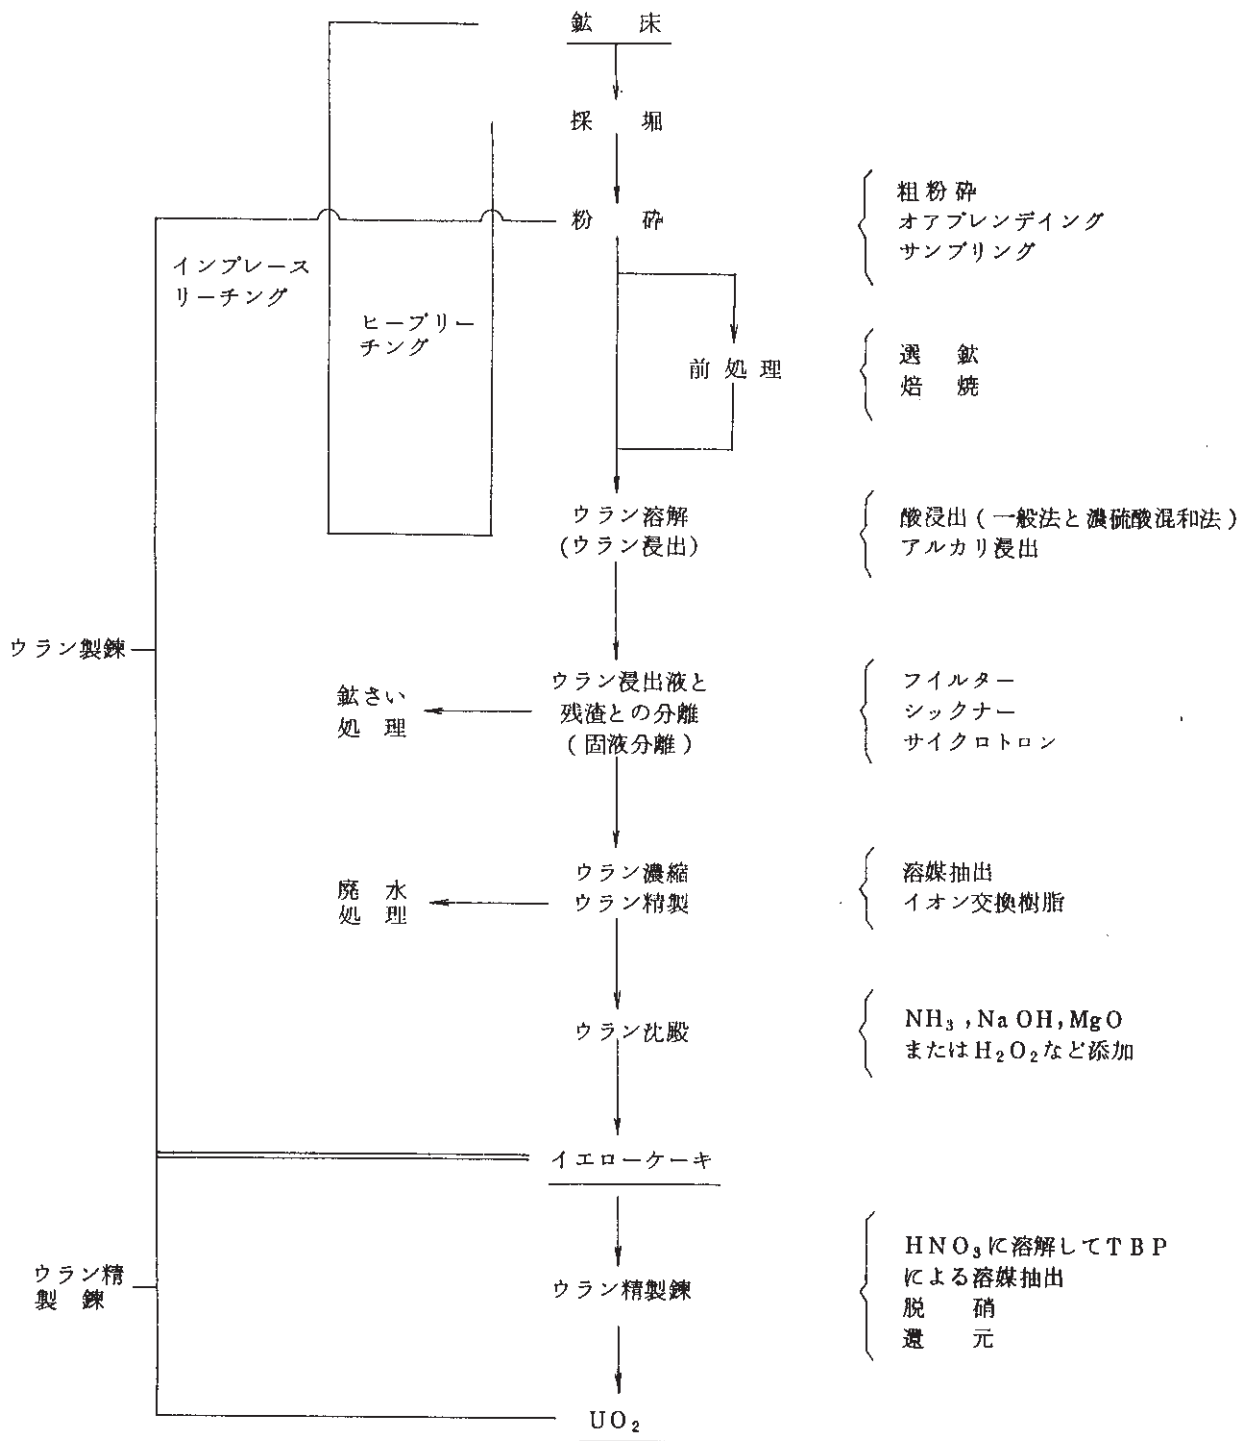 鉱 床
採 堀
粉 砕
粗粉砕
オアブレンデイング
サンプリング
インプレース
リーチング
ヒープリー
チング
前処理
選 鉱
焙 焼
ウラン溶解
(ウラン浸出)
酸浸出(一般法と濃硫酸混和法)
アルカリ浸出
ウラン製錬
鉱さい
処 理
ウラン浸出液と
残渣との分離
(固液分離)
フイルター
シックナー
サイクロトロン
廃 水
処 理
ウラン濃縮
ウラン精製
溶媒抽出
イオン交換樹脂
ウラン沈殿
NH₃,NaOH,MgO
またはH₂O₂など添加
イエローケーキ
ウラン精
製 錬
ウラン精製錬
HNO₃に溶解してTBP
による溶媒抽出
脱 硝
還 元
UO₂